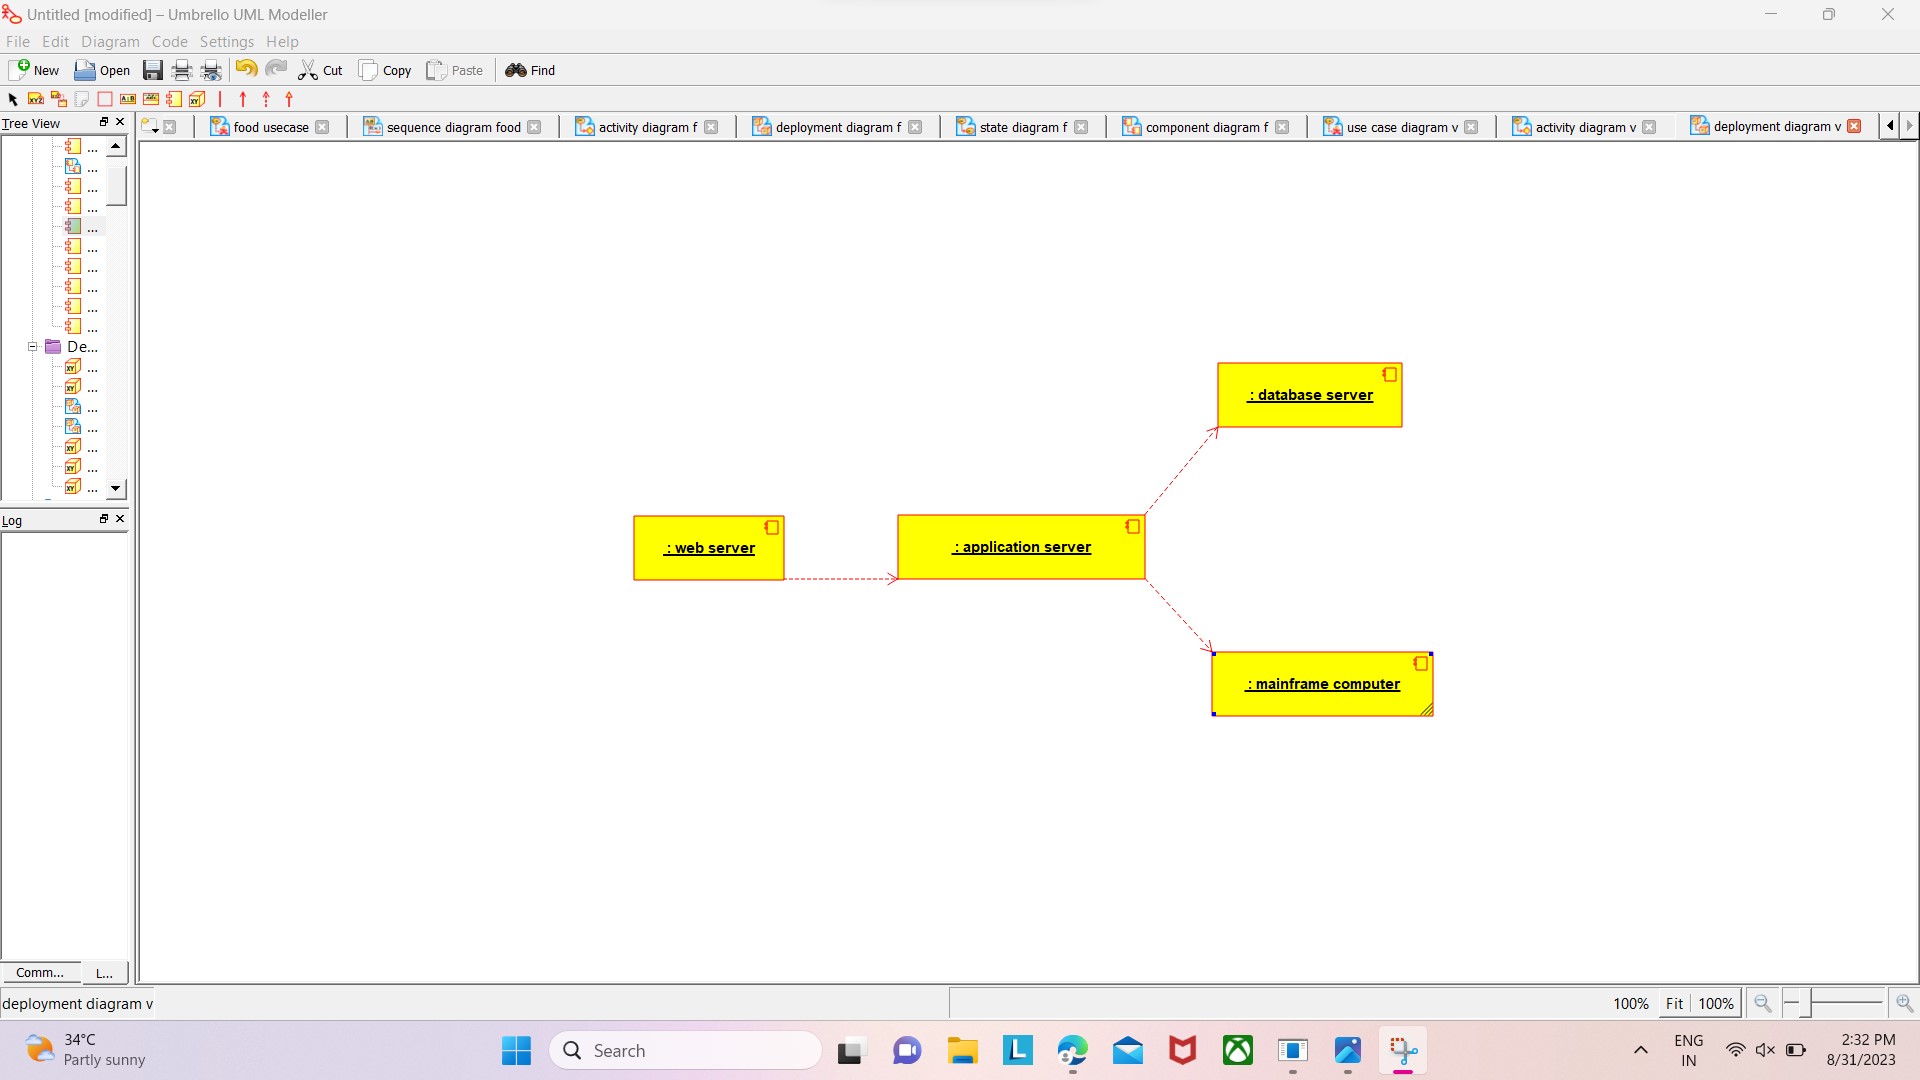 Untitled [modified] – Umbrello UML Modeller
File Edit Diagram Code Settings Help
New Open Cut Copy Paste Find
Tree View
food usecase
sequence diagram food
activity diagram f
deployment diagram f
state diagram f
component diagram f
use case diagram v
activity diagram v
deployment diagram v
...
...
...
...
...
...
...
...
...
...
De...
...
...
...
...
...
...
...
: database server
: web server
: application server
: mainframe computer
Log
Comm... L...
deployment diagram v
100% Fit 100%
34°C
Partly sunny
Search
ENG
IN
2:32 PM
8/31/2023